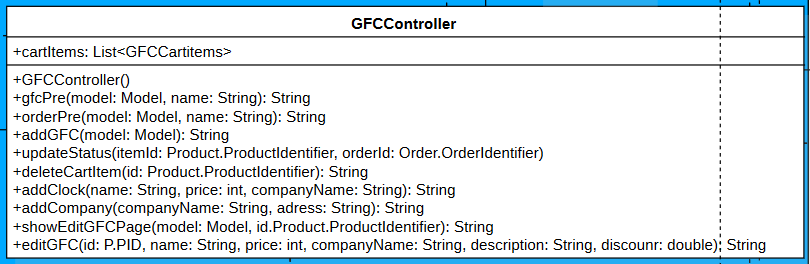 GFCController
+cartItems: List<GFCCartitems>
+GFCController()
+gfcPre(model: Model, name: String): String
+orderPre(model: Model, name: String): String
+addGFC(model: Model): String
+updateStatus(itemId: Product.ProductIdentifier, orderId: Order.OrderIdentifier)
+deleteCartItem(id: Product.ProductIdentifier): String
+addClock(name: String, price: int, companyName: String): String
+addCompany(companyName: String, adress: String): String
+showEditGFCPage(model: Model, id.Product.ProductIdentifier): String
+editGFC(id: P.PID, name: String, price: int, companyName: String, description: String, discounr: double): String